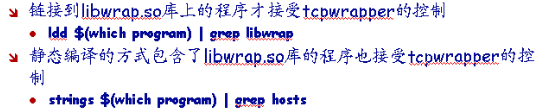 链接到libwrap.so库上的程序才接受tcpwrapper的控制
ldd $(which program) | grep libwrap
静态编译的方式包含了libwrap.so库的程序也接受tcpwrapper的控
制
strings $(which program) | grep hosts